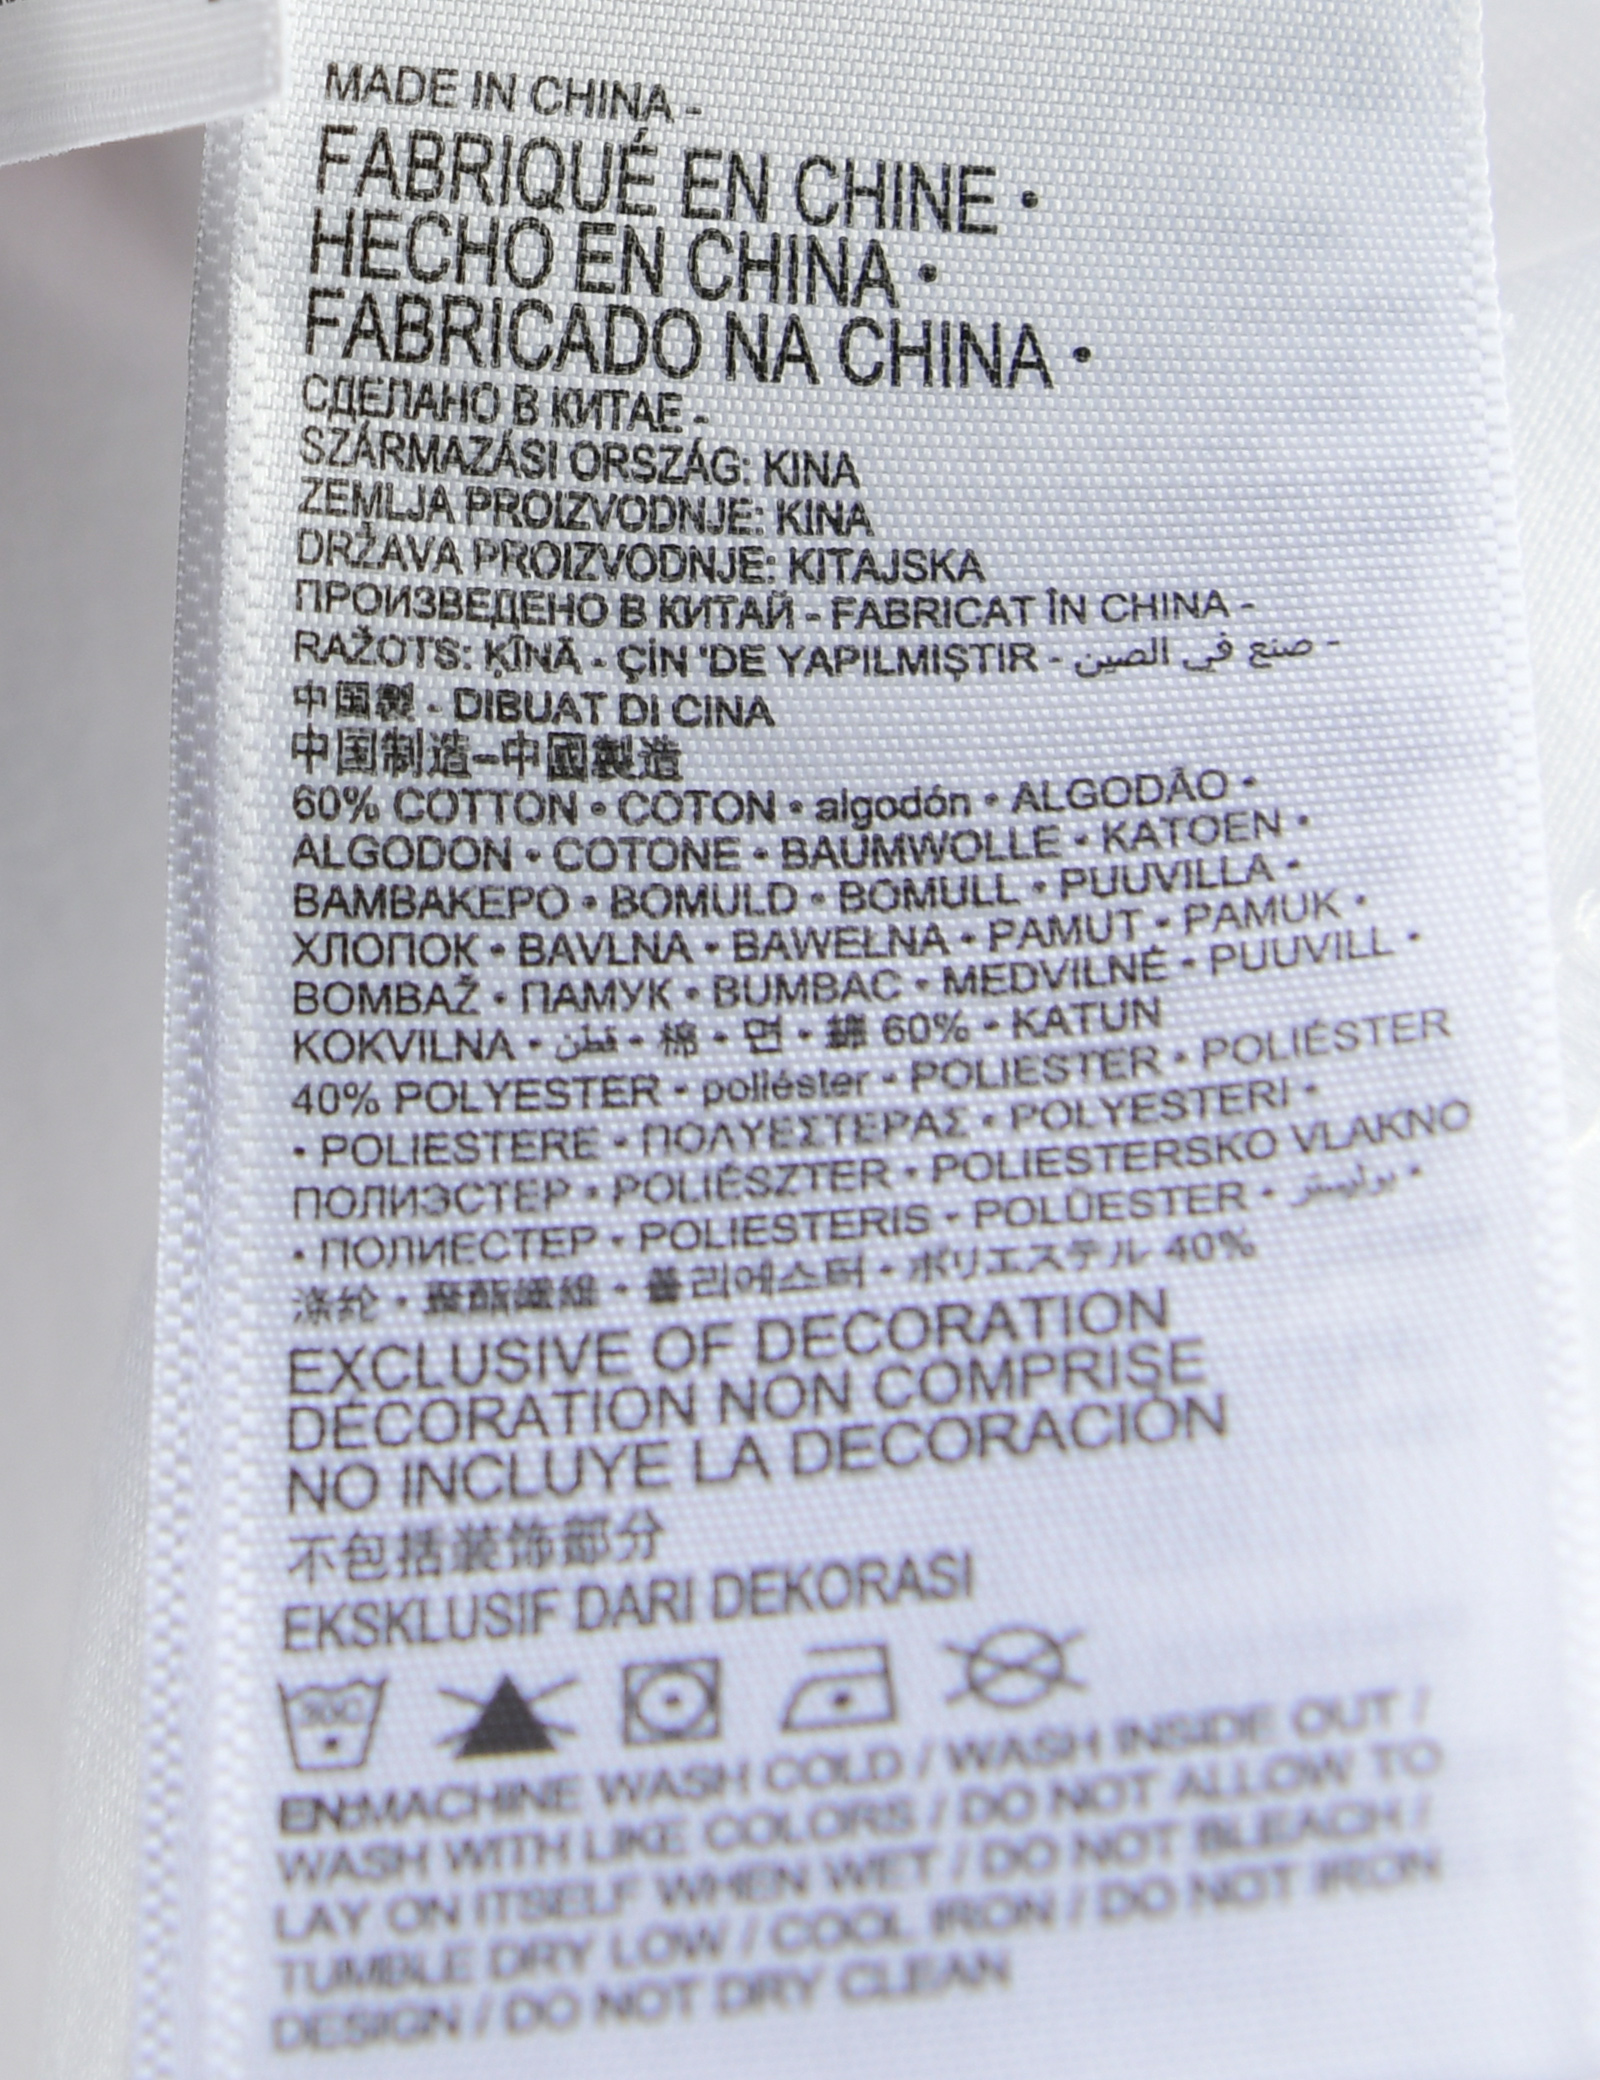 MADE IN CHINA -
FABRIQUÉ EN CHINE •
HECHO EN CHINA •
FABRICADO NA CHINA •
СДЕЛАНО В КИТАЕ -
SZÁRMAZÁSI ORSZÁG: KINA
ZEMLJA PROIZVODNJE: KINA
DRŽAVA PROIZVODNJE: KITAJSKA
ПРОИЗВЕДЕНО В КИТАЙ - FABRICAT ÎN CHINA -
RAŽOTS: ĶĪNĀ - ÇİN 'DE YAPILMIŞTIR - صنع في الصين -
中国製 - DIBUAT DI CINA
中国制造-中國製造
60% COTTON • COTON • algodón • ALGODÃO •
ALGODON • COTONE • BAUMWOLLE • KATOEN •
ΒΑΜΒΑΚΕΡΟ • BOMULD • BOMULL • PUUVILLA •
ХЛОПОК • BAVLNA • BAWEŁNA • PAMUT • PAMUK •
BOMBAŽ • ПАМУК • BUMBAC • MEDVILNĖ • PUUVILL •
KOKVILNA • قطن • 棉 • 면 • 綿 60% • KATUN
40% POLYESTER • poliéster • POLIESTER • POLIÉSTER
• POLIESTERE • ΠΟΛΥΕΣΤΕΡΑΣ • POLYESTERI •
ПОЛИЭСТЕР • POLIÉSZTER • POLIESTERSKO VLAKNO
• ПОЛИЕСТЕР • POLIESTERIS • POLÜESTER • بوليستر •
涤纶 • 聚酯纖維 • 폴리에스터 • ポリエステル 40%
EXCLUSIVE OF DECORATION
DÉCORATION NON COMPRISE
NO INCLUYE LA DECORACIÓN
不包括装饰部分
EKSKLUSIF DARI DEKORASI
30C
EN:MACHINE WASH COLD / WASH INSIDE OUT /
WASH WITH LIKE COLORS / DO NOT ALLOW TO
LAY ON ITSELF WHEN WET / DO NOT BLEACH /
TUMBLE DRY LOW / COOL IRON / DO NOT IRON
DESIGN / DO NOT DRY CLEAN